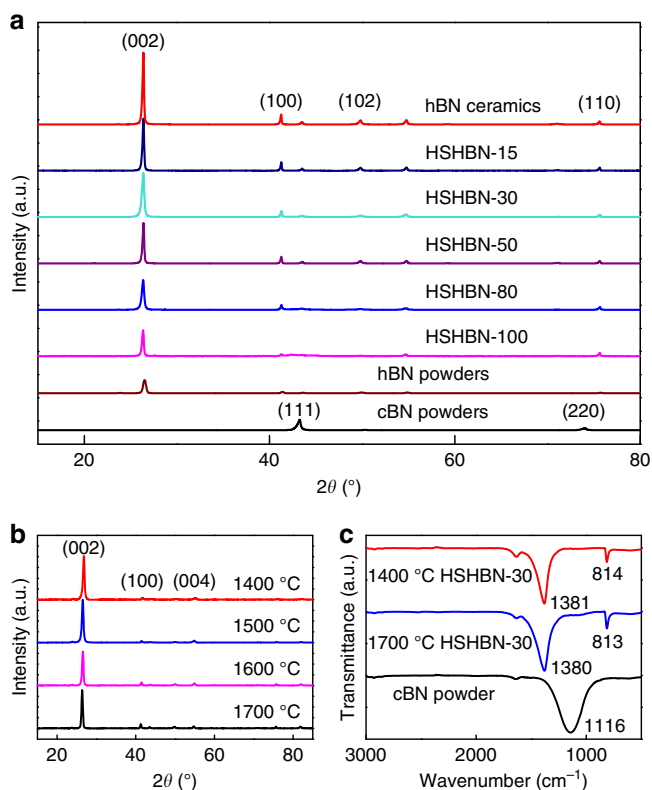 a
(002)
(100)
(102)
(110)
hBN ceramics
HSHBN-15
HSHBN-30
HSHBN-50
HSHBN-80
HSHBN-100
hBN powders
(111)
cBN powders
(220)
Intensity (a.u.)
20
40
60
80
2θ (°)
b
(002)
(100)
(004)
1400 °C
1500 °C
1600 °C
1700 °C
Intensity (a.u.)
20
40
60
80
2θ (°)
c
1400 °C HSHBN-30
814
1381
1700 °C HSHBN-30
813
1380
cBN powder
1116
Transmittance (a.u.)
3000
2000
1000
Wavenumber (cm⁻¹)